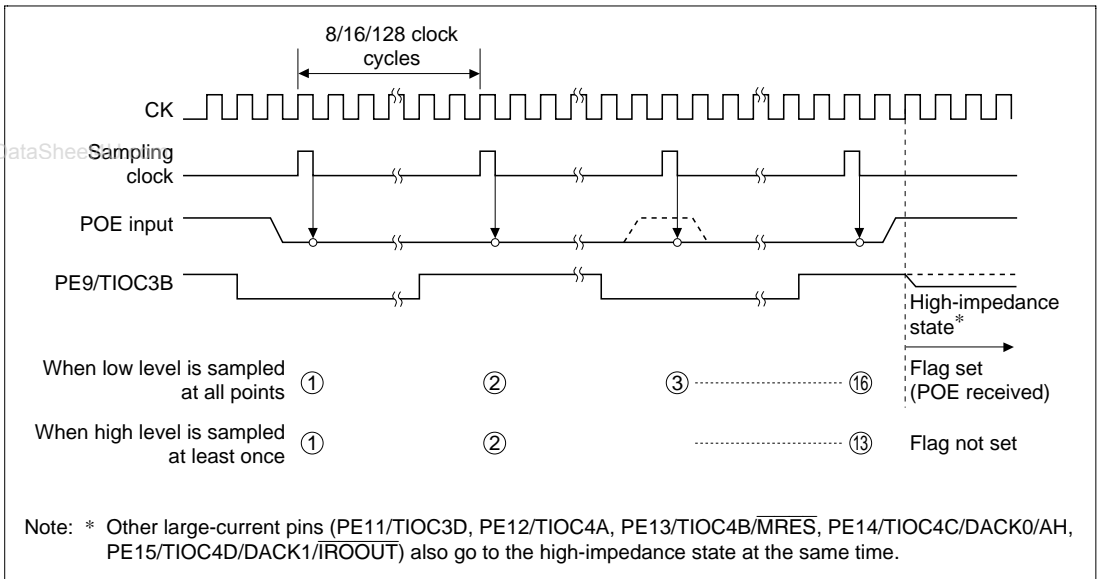 8/16/128 clock
cycles
CK
Sampling
clock
POE input
PE9/TIOC3B
High-impedance
state*
When low level is sampled
at all points
① ② ③ ⑯
Flag set
(POE received)
When high level is sampled
at least once
① ② ⑬
Flag not set
Note: * Other large-current pins (PE11/TIOC3D, PE12/TIOC4A, PE13/TIOC4B/MRES, PE14/TIOC4C/DACK0/AH,
PE15/TIOC4D/DACK1/IROOUT) also go to the high-impedance state at the same time.